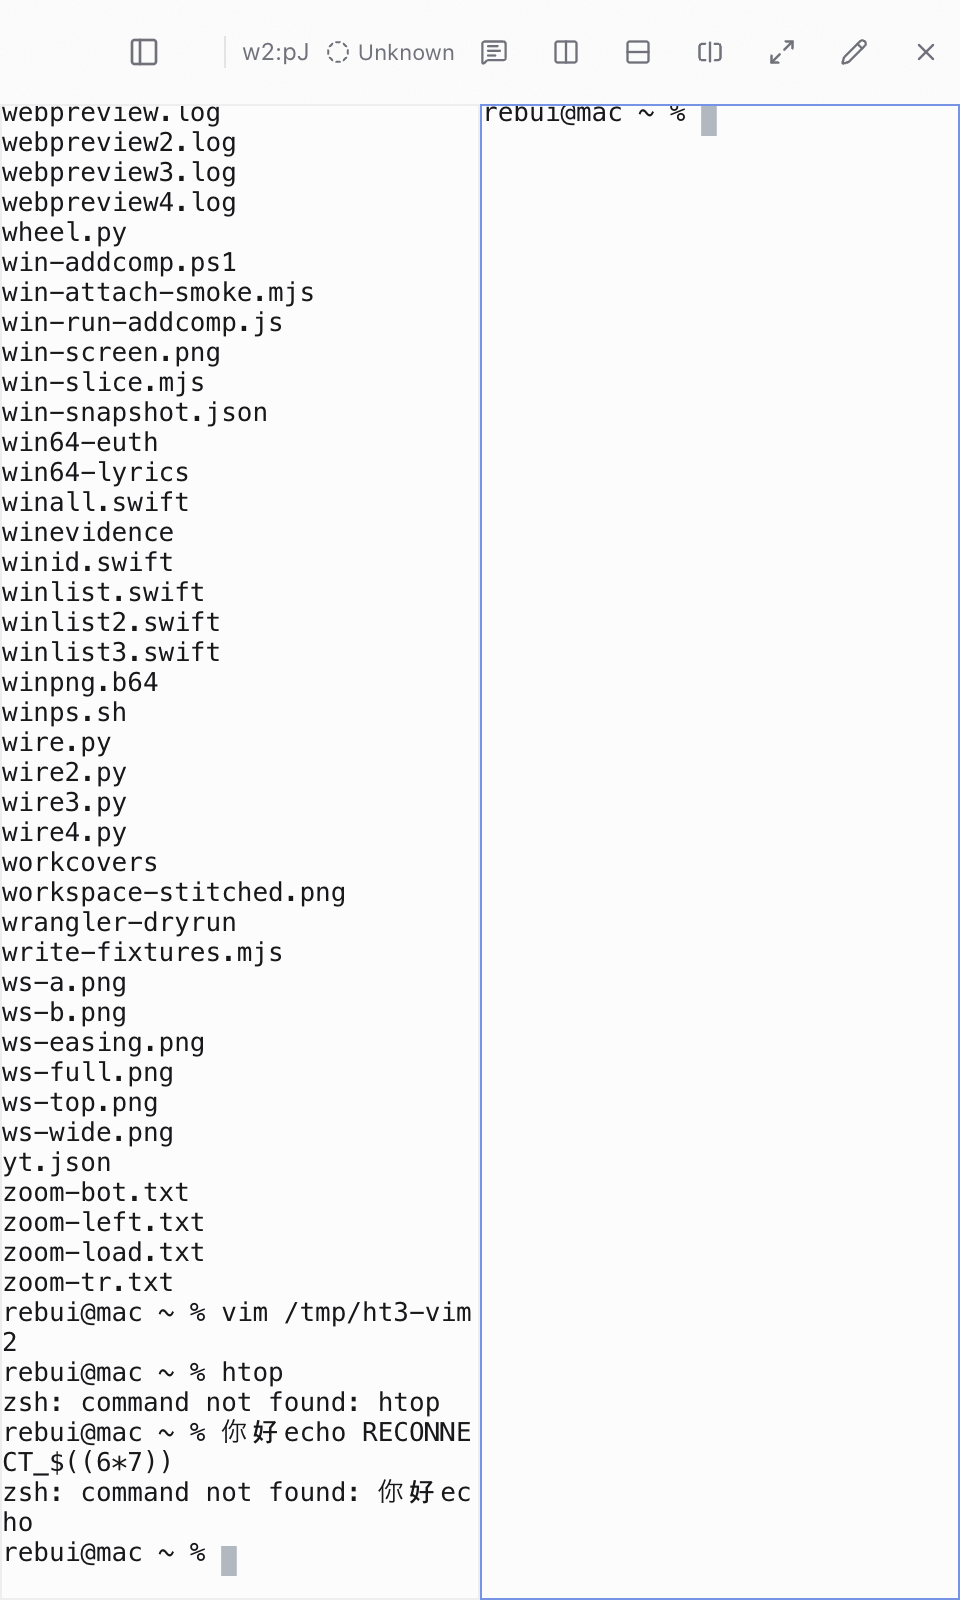 w2:pJ Unknown
webpreview.log
webpreview2.log
webpreview3.log
webpreview4.log
wheel.py
win-addcomp.ps1
win-attach-smoke.mjs
win-run-addcomp.js
win-screen.png
win-slice.mjs
win-snapshot.json
win64-euth
win64-lyrics
winall.swift
winevidence
winid.swift
winlist.swift
winlist2.swift
winlist3.swift
winpng.b64
winps.sh
wire.py
wire2.py
wire3.py
wire4.py
workcovers
workspace-stitched.png
wrangler-dryrun
write-fixtures.mjs
ws-a.png
ws-b.png
ws-easing.png
ws-full.png
ws-top.png
ws-wide.png
yt.json
zoom-bot.txt
zoom-left.txt
zoom-load.txt
zoom-tr.txt
rebui@mac ~ % vim /tmp/ht3-vim
2
rebui@mac ~ % htop
zsh: command not found: htop
rebui@mac ~ % 你好echo RECONNE
CT_$((6*7))
zsh: command not found: 你好ec
ho
rebui@mac ~ %
rebui@mac ~ %